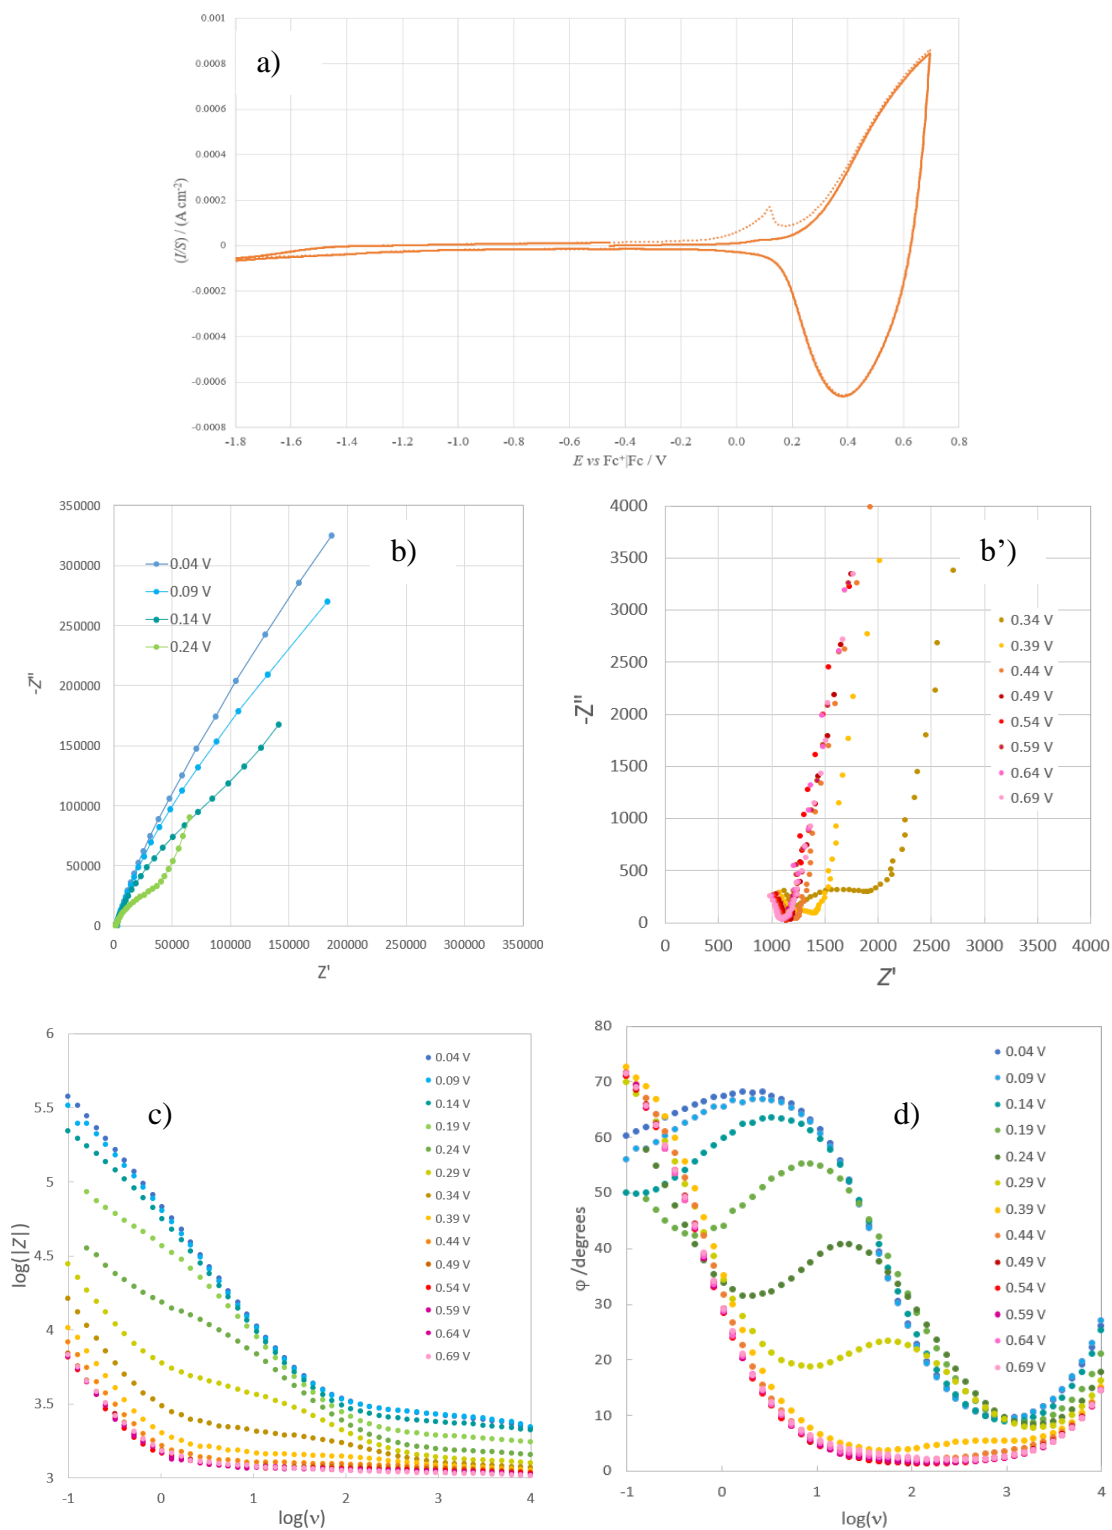 a)
0.001
0.0008
0.0006
0.0004
0.0002
0
-0.0002
-0.0004
-0.0006
-0.0008
(I/S) / (A cm⁻²)
-1.8 -1.6 -1.4 -1.2 -1.0 -0.8 -0.6 -0.4 -0.2 0.0 0.2 0.4 0.6 0.8
E vs Fc⁺|Fc / V
b)
350000
300000
250000
200000
150000
100000
50000
0
-Z"
0.04 V
0.09 V
0.14 V
0.24 V
0 50000 100000 150000 200000 250000 300000 350000
Z'
b')
4000
3500
3000
2500
2000
1500
1000
500
0
-Z"
0.34 V
0.39 V
0.44 V
0.49 V
0.54 V
0.59 V
0.64 V
0.69 V
0 500 1000 1500 2000 2500 3000 3500 4000
Z'
c)
6
5.5
5
4.5
4
3.5
3
log(|Z|)
0.04 V
0.09 V
0.14 V
0.19 V
0.24 V
0.29 V
0.34 V
0.39 V
0.44 V
0.49 V
0.54 V
0.59 V
0.64 V
0.69 V
-1 0 1 2 3 4
log(ν)
d)
80
70
60
50
40
30
20
10
0
φ /degrees
0.04 V
0.09 V
0.14 V
0.19 V
0.24 V
0.29 V
0.39 V
0.44 V
0.49 V
0.54 V
0.59 V
0.64 V
0.69 V
-1 0 1 2 3 4
log(ν)